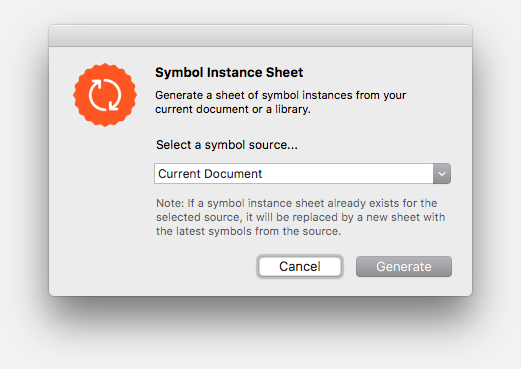 Symbol Instance Sheet
Generate a sheet of symbol instances from your
current document or a library.
Select a symbol source...
Current Document
Note: If a symbol instance sheet already exists for the
selected source, it will be replaced by a new sheet with
the latest symbols from the source.
Cancel
Generate